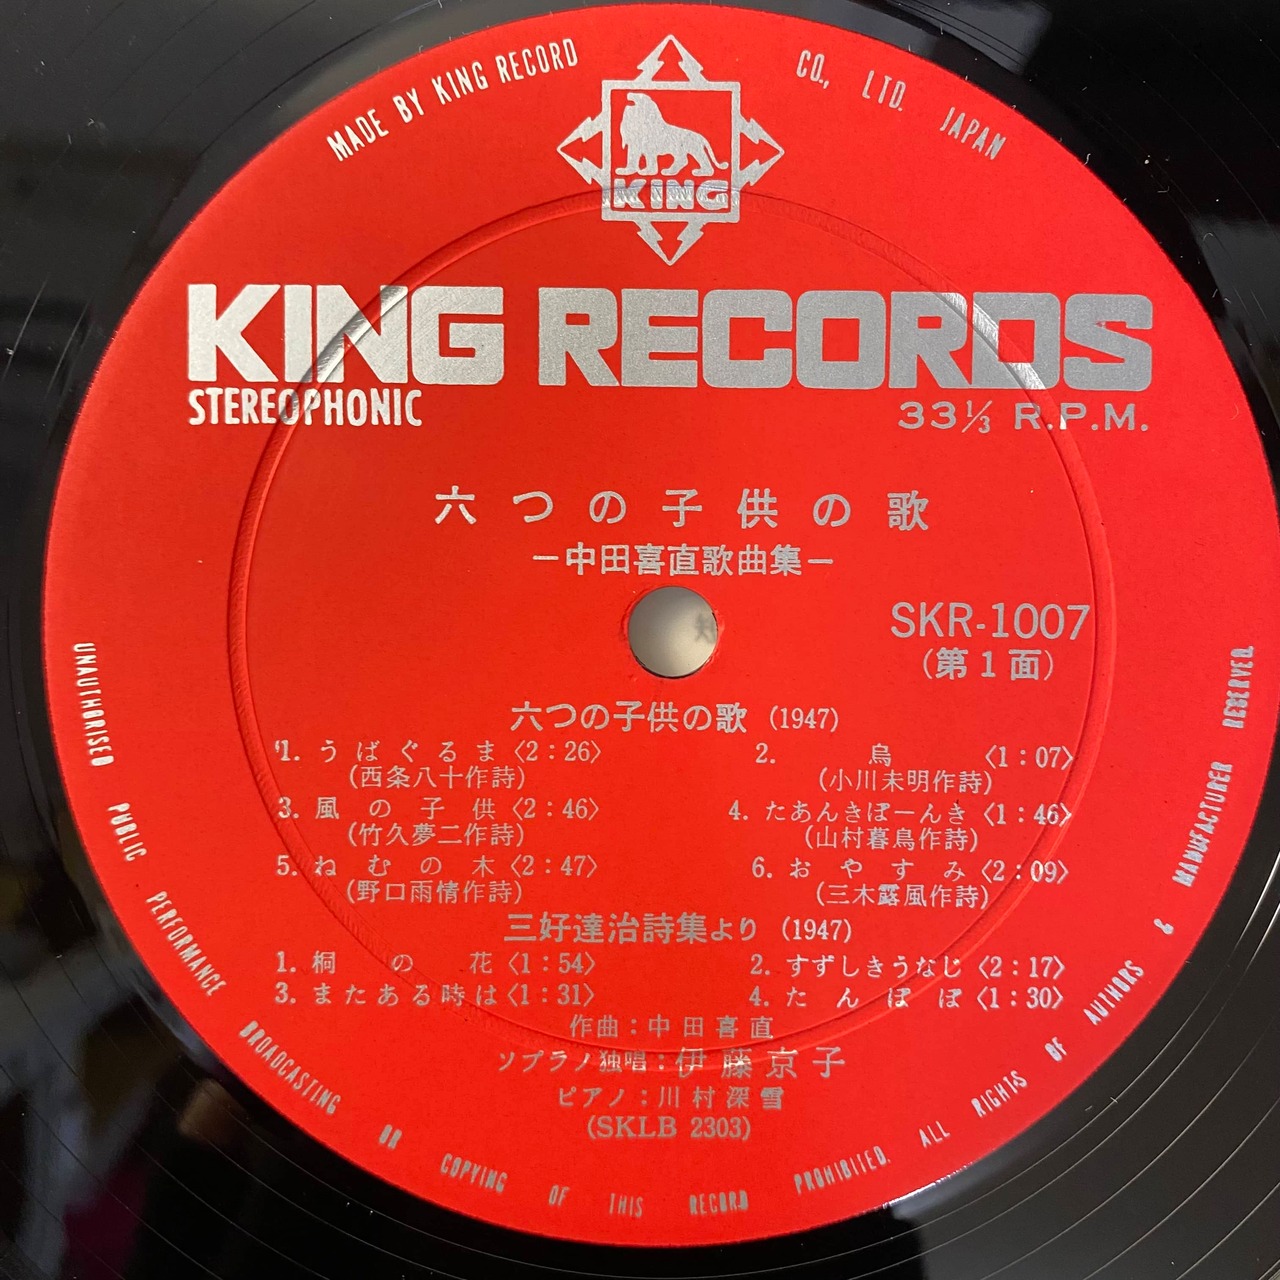 MADE BY KING RECORD CO., LTD. JAPAN
KING
KING RECORDS
STEREOPHONIC
33⅓ R.P.M.
六つの子供の歌
－中田喜直歌曲集－
SKR-1007
(第1面)
六つの子供の歌 (1947)
1. うばぐるま〈2:26〉 2. 烏 〈1:07〉
(西条八十作詩) (小川未明作詩)
3. 風の子供〈2:46〉 4. たあんきぽーんき〈1:46〉
(竹久夢二作詩) (山村暮鳥作詩)
5. ねむの木〈2:47〉 6. おやすみ〈2:09〉
(野口雨情作詩) (三木露風作詩)
三好達治詩集より (1947)
1. 桐の花〈1:54〉 2. すずしきうなじ〈2:17〉
3. またある時は〈1:31〉 4. たんぽぽ〈1:30〉
作曲:中田喜直
ソプラノ独唱:伊藤京子
ピアノ:川村深雪
(SKLB 2303)
UNAUTHORISED PUBLIC PERFORMANCE BROADCASTING OR COPYING OF THIS RECORD PROHIBITED. ALL RIGHTS OF AUTHORS & MANUFACTURER RESERVED.